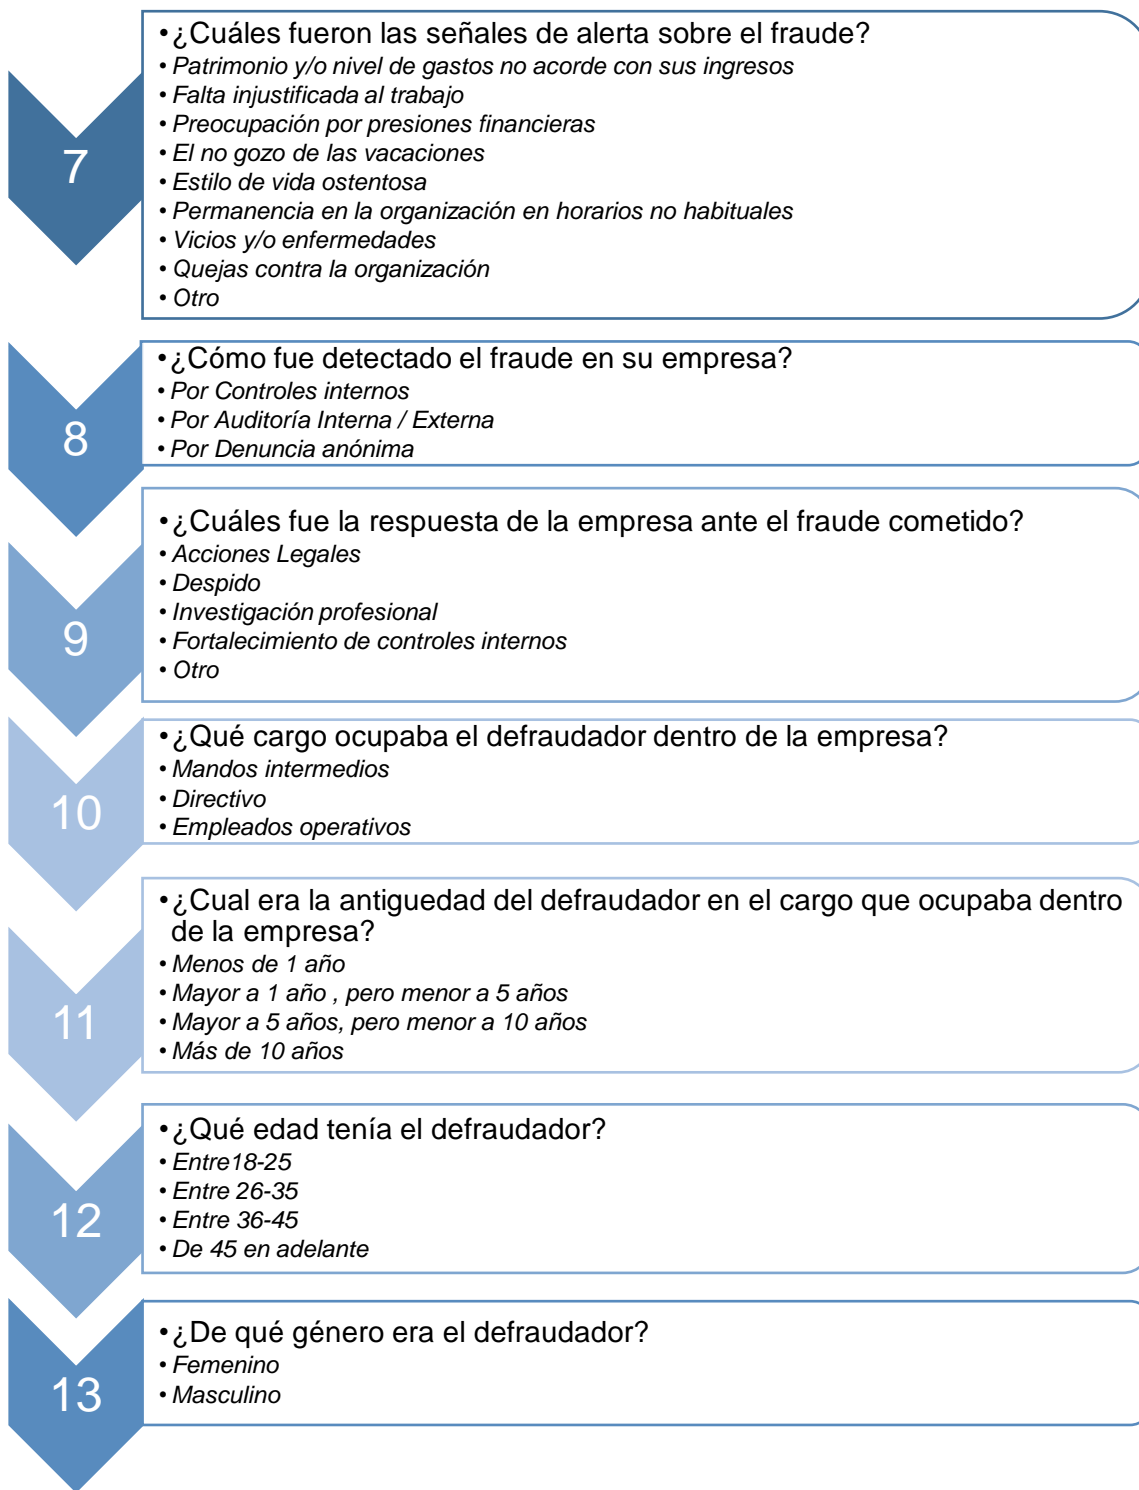 7
•¿Cuáles fueron las señales de alerta sobre el fraude?
• Patrimonio y/o nivel de gastos no acorde con sus ingresos
• Falta injustificada al trabajo
• Preocupación por presiones financieras
• El no gozo de las vacaciones
• Estilo de vida ostentosa
• Permanencia en la organización en horarios no habituales
• Vicios y/o enfermedades
• Quejas contra la organización
• Otro
8
•¿Cómo fue detectado el fraude en su empresa?
• Por Controles internos
• Por Auditoría Interna / Externa
• Por Denuncia anónima
9
•¿Cuáles fue la respuesta de la empresa ante el fraude cometido?
• Acciones Legales
• Despido
• Investigación profesional
• Fortalecimiento de controles internos
• Otro
10
•¿Qué cargo ocupaba el defraudador dentro de la empresa?
• Mandos intermedios
• Directivo
• Empleados operativos
11
•¿Cual era la antiguedad del defraudador en el cargo que ocupaba dentro
de la empresa?
• Menos de 1 año
• Mayor a 1 año , pero menor a 5 años
• Mayor a 5 años, pero menor a 10 años
• Más de 10 años
12
•¿Qué edad tenía el defraudador?
• Entre18-25
• Entre 26-35
• Entre 36-45
• De 45 en adelante
13
•¿De qué género era el defraudador?
• Femenino
• Masculino